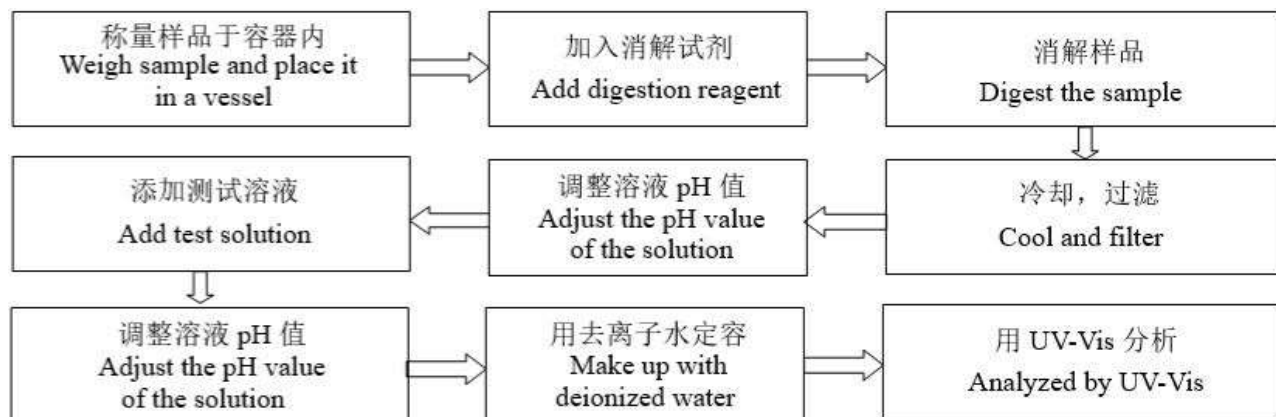 称量样品于容器内
Weigh sample and place it
in a vessel
加入消解试剂
Add digestion reagent
消解样品
Digest the sample
冷却，过滤
Cool and filter
调整溶液 pH 值
Adjust the pH value
of the solution
添加测试溶液
Add test solution
调整溶液 pH 值
Adjust the pH value
of the solution
用去离子水定容
Make up with
deionized water
用 UV-Vis 分析
Analyzed by UV-Vis